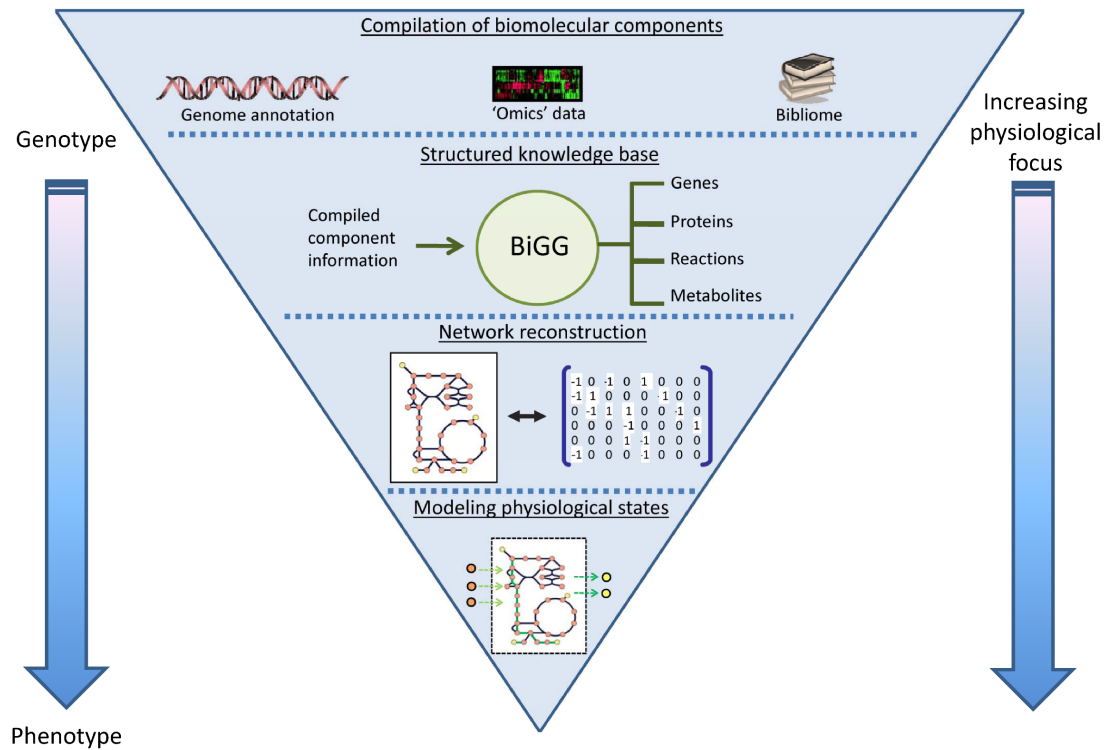 Compilation of biomolecular components
Genome annotation
‘Omics’ data
Bibliome
Genotype
Increasing
physiological
focus
Structured knowledge base
Compiled
component
information
BiGG
Genes
Proteins
Reactions
Metabolites
Network reconstruction
-1 0 -1 0 1 0 0 0
-1 1 0 0 0 -1 0 0
0 -1 1 1 0 0 -1 0
0 0 0 -1 0 0 0 1
0 0 0 1 -1 0 0 0
-1 0 0 0 -1 0 0 0
Modeling physiological states
Phenotype